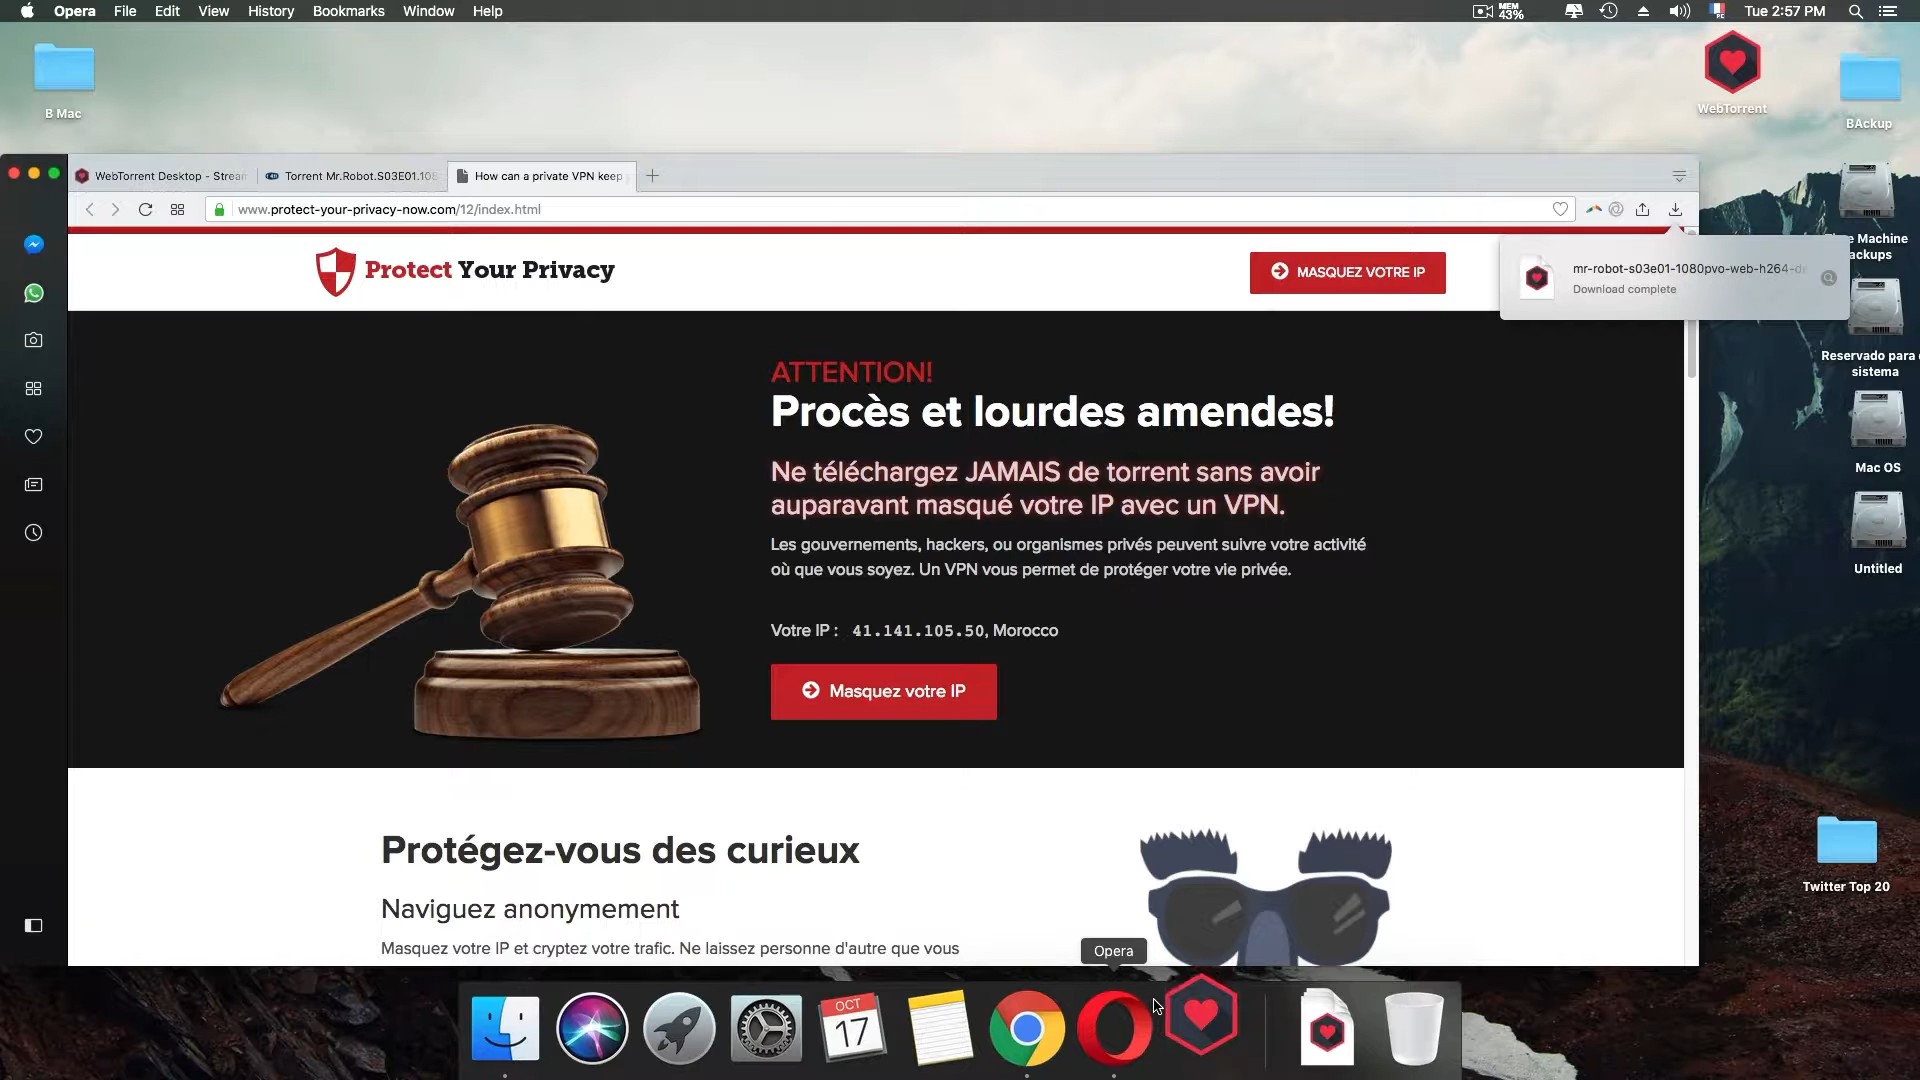 Opera File Edit View History Bookmarks Window Help
MEM
43%
Tue 2:57 PM
B Mac
WebTorrent
BAckup
WebTorrent Desktop - Stream
Torrent Mr.Robot.S03E01.108
How can a private VPN keep
www.protect-your-privacy-now.com/12/index.html
Machine
ackups
Protect Your Privacy
MASQUEZ VOTRE IP
mr-robot-s03e01-1080pvo-web-h264-de
Download complete
Reservado para
sistema
ATTENTION!
Procès et lourdes amendes!
Ne téléchargez JAMAIS de torrent sans avoir
auparavant masqué votre IP avec un VPN.
Les gouvernements, hackers, ou organismes privés peuvent suivre votre activité
où que vous soyez. Un VPN vous permet de protéger votre vie privée.
Mac OS
Untitled
Votre IP : 41.141.105.50, Morocco
Masquez votre IP
Protégez-vous des curieux
Naviguez anonymement
Masquez votre IP et cryptez votre trafic. Ne laissez personne d'autre que vous
Twitter Top 20
Opera
OCT
17